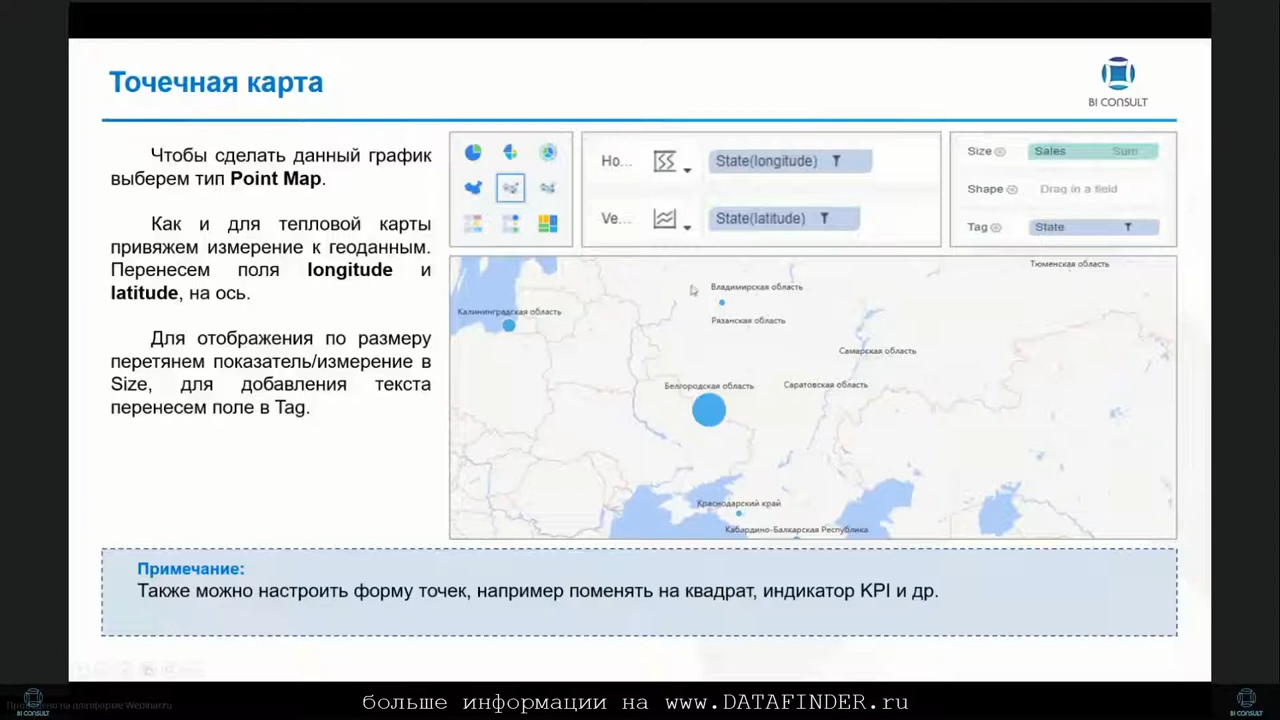 Точечная карта
BI CONSULT
Чтобы сделать данный график
выберем тип Point Map.
Как и для тепловой карты
привяжем измерение к геоданным.
Перенесем поля longitude и
latitude, на ось.
Для отображения по размеру
перетянем показатель/измерение в
Size, для добавления текста
перенесем поле в Tag.
Ho...
State(longitude)
Ve...
State(latitude)
Size
Sales Sum
Shape
Drag in a field
Tag
State
Тюменская область
Владимирская область
Калининградская область
Рязанская область
Самарская область
Белгородская область
Саратовская область
Краснодарский край
Кабардино-Балкарская Республика
Примечание:
Также можно настроить форму точек, например поменять на квадрат, индикатор KPI и др.
больше информации на www.DATAFINDER.ru
BI CONSULT
BI CONSULT